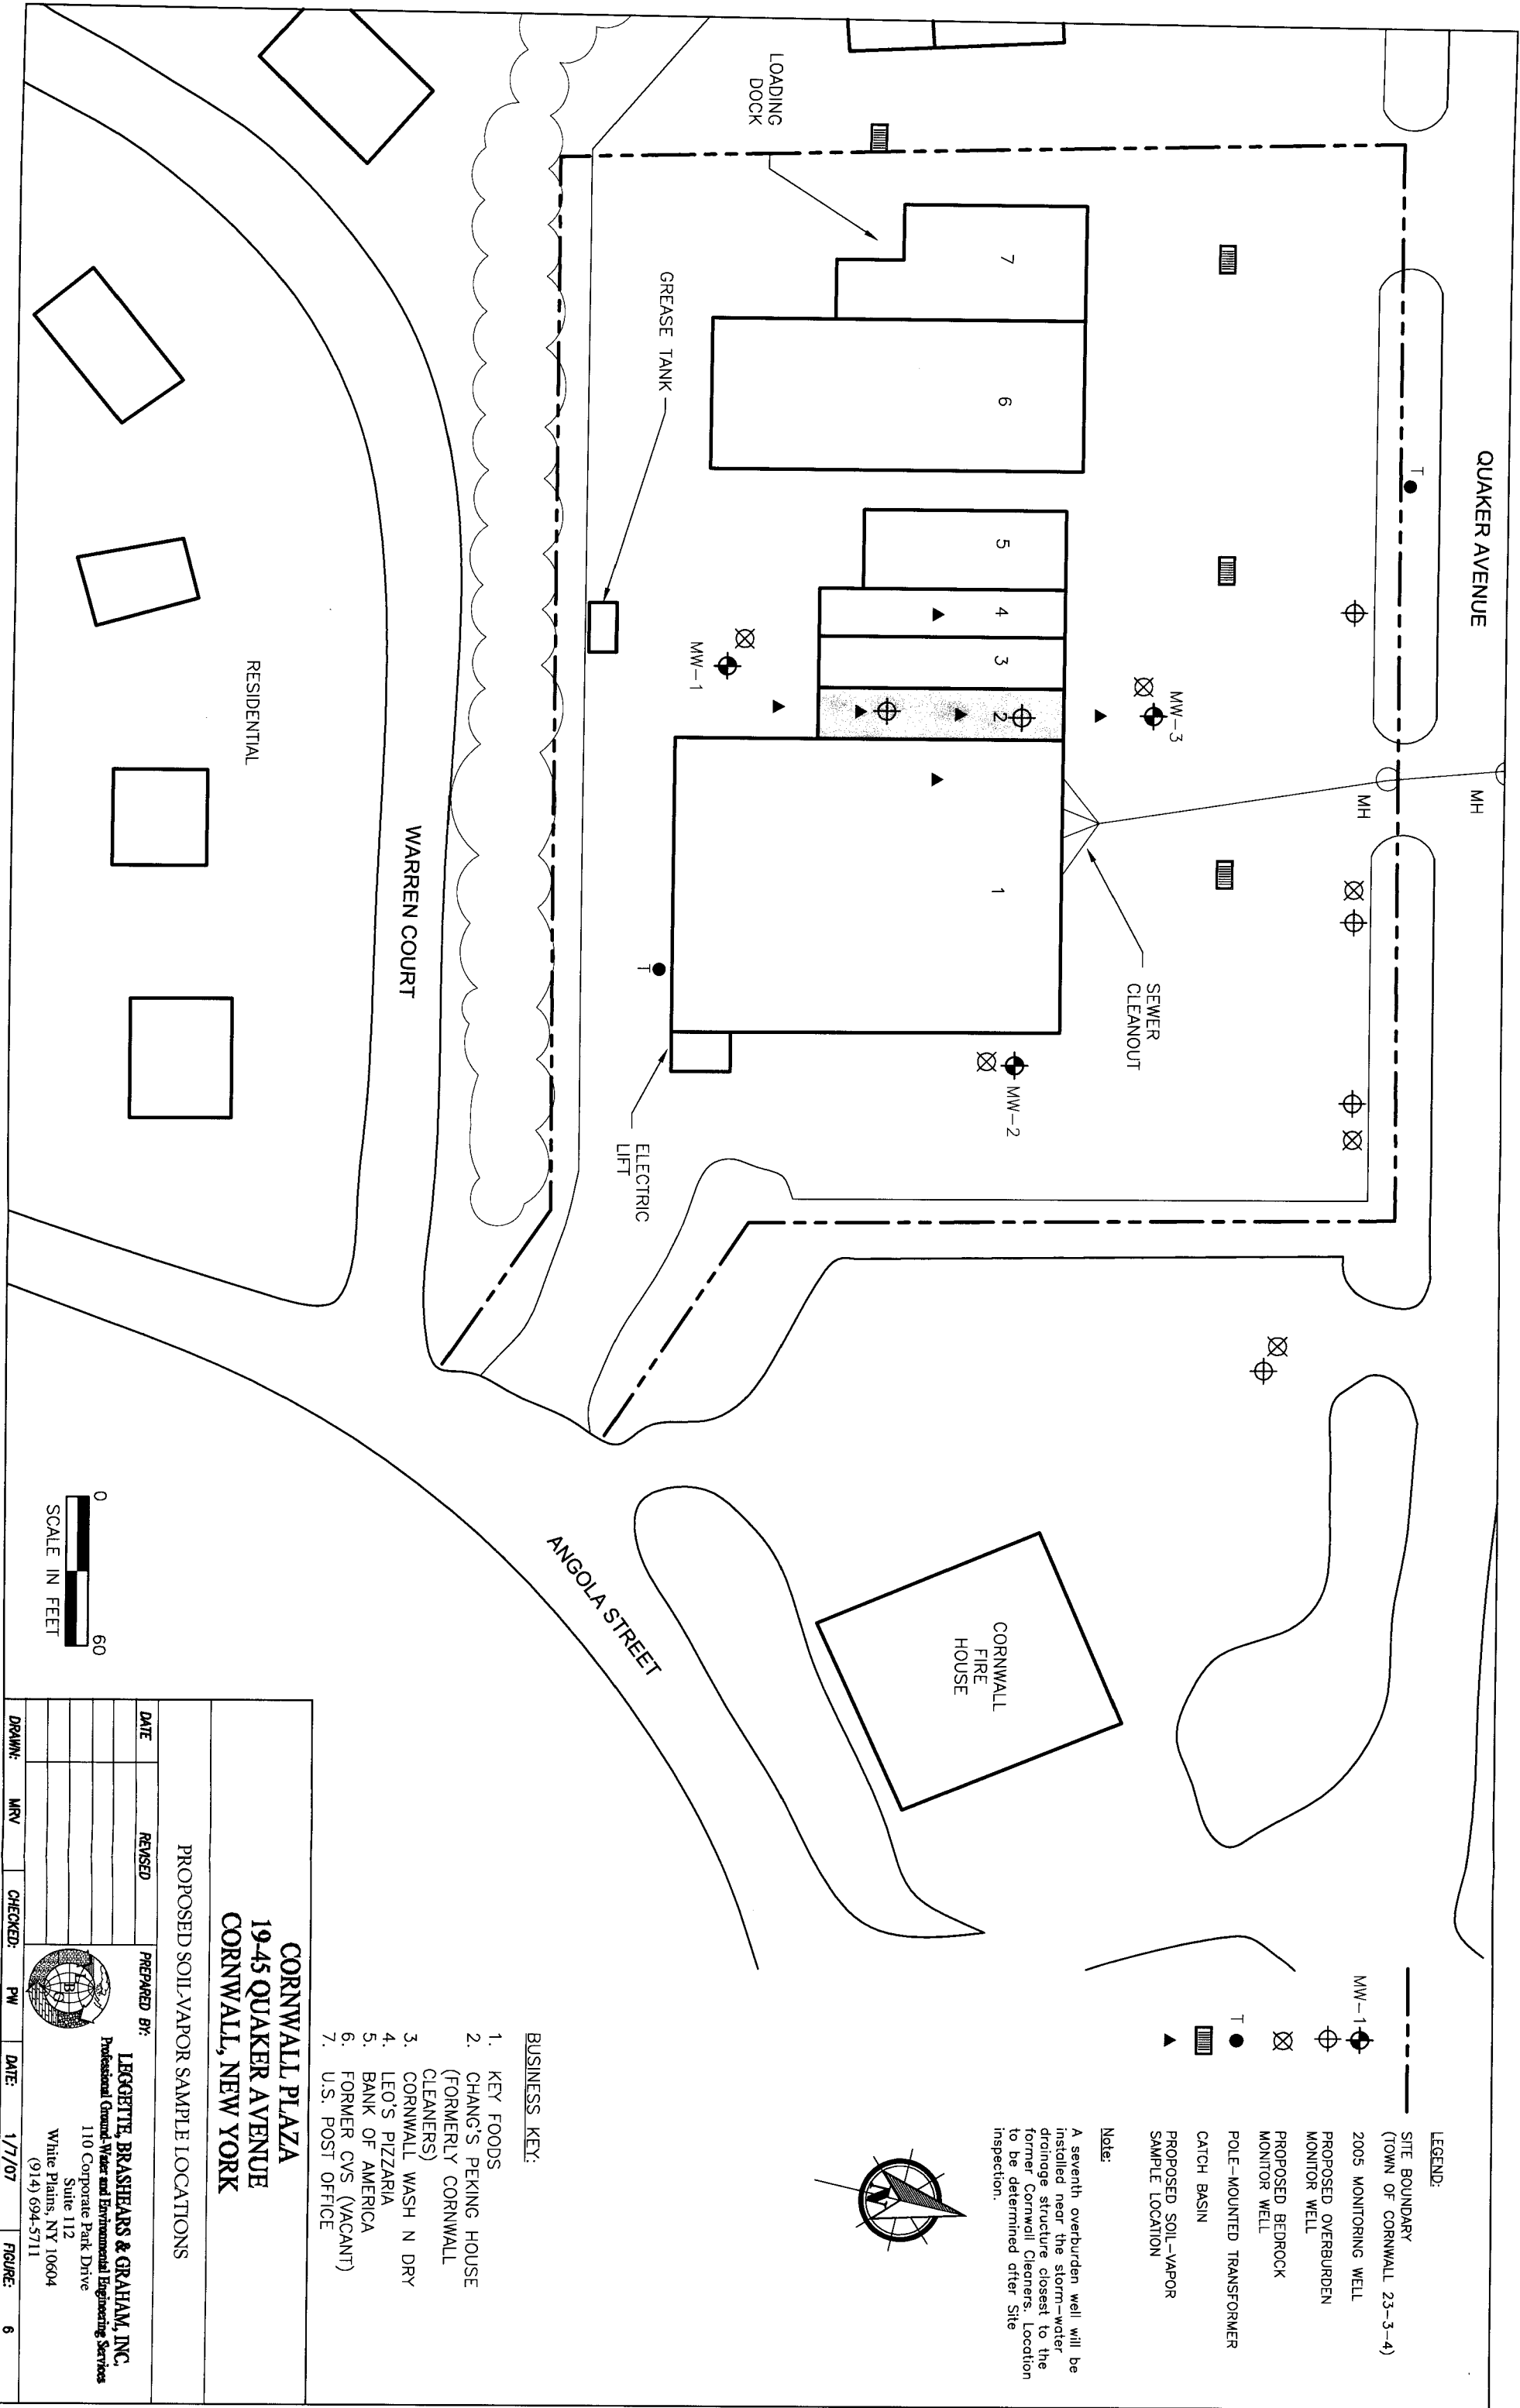 QUAKER AVENUE
T
MH
MH
LOADING
DOCK
7
6
5
4
3
2
1
GREASE TANK
MW-1
MW-3
MW-2
SEWER
CLEANOUT
T
ELECTRIC
LIFT
WARREN COURT
RESIDENTIAL
ANGOLA STREET
CORNWALL
FIRE
HOUSE
0
60
SCALE IN FEET
LEGEND:
SITE BOUNDARY
(TOWN OF CORNWALL 23-3-4)
MW-1
2005 MONITORING WELL
PROPOSED OVERBURDEN
MONITOR WELL
PROPOSED BEDROCK
MONITOR WELL
T
POLE-MOUNTED TRANSFORMER
CATCH BASIN
PROPOSED SOIL-VAPOR
SAMPLE LOCATION
Note:
A seventh overburden well will be
installed near the storm-water
drainage structure closest to the
former Cornwall Cleaners. Location
to be determined after Site
inspection.
N
BUSINESS KEY:
1. KEY FOODS
2. CHANG'S PEKING HOUSE
(FORMERLY CORNWALL
CLEANERS)
3. CORNWALL WASH N DRY
4. LEO'S PIZZARIA
5. BANK OF AMERICA
6. FORMER CVS (VACANT)
7. U.S. POST OFFICE
CORNWALL PLAZA
19-45 QUAKER AVENUE
CORNWALL, NEW YORK
PROPOSED SOIL-VAPOR SAMPLE LOCATIONS
DATE
REVISED
PREPARED BY:
LBG
LEGGETTE, BRASHEARS & GRAHAM, INC.
Professional Ground-Water and Environmental Engineering Services
110 Corporate Park Drive
Suite 112
White Plains, NY 10604
(914) 694-5711
DRAWN: MRV
CHECKED: PW
DATE: 1/7/07
FIGURE: 6